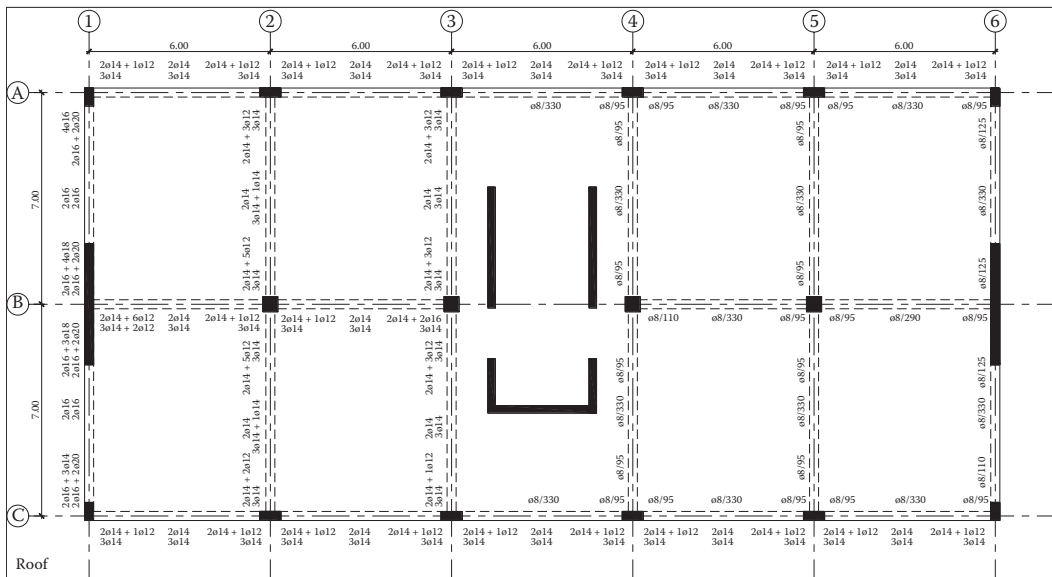 1 2 3 4 5 6
6.00 6.00 6.00 6.00 6.00
2ø14 + 1ø12 2ø14 2ø14 + 1ø12 2ø14 + 1ø12 2ø14 2ø14 + 1ø12 2ø14 + 1ø12 2ø14 2ø14 + 1ø12 2ø14 + 1ø12 2ø14 2ø14 + 1ø12 2ø14 + 1ø12 2ø14 2ø14 + 1ø12
3ø14 3ø14 3ø14 3ø14 3ø14 3ø14 3ø14 3ø14 3ø14 3ø14 3ø14 3ø14 3ø14 3ø14 3ø14
A
ø8/330 ø8/95 ø8/95 ø8/330 ø8/95 ø8/95 ø8/330 ø8/95
4ø16
2ø16 + 2ø20
2ø14 + 3ø12
3ø14
2ø14 + 3ø12
3ø14
ø8/95
ø8/95
ø8/125
7.00
2ø16
2ø16
2ø14
3ø14 + 1ø14
2ø14
3ø14
ø8/330
ø8/330
ø8/330
2ø16 + 4ø18
2ø16 + 2ø20
2ø14 + 5ø12
3ø14
2ø14 + 3ø12
3ø14
ø8/95
ø8/95
ø8/125
B
2ø14 + 6ø12 2ø14 2ø14 + 1ø12 2ø14 + 1ø12 2ø14 2ø14 + 2ø16
3ø14 + 2ø12 3ø14 3ø14 3ø14 3ø14 3ø14
ø8/110 ø8/330 ø8/95 ø8/95 ø8/290 ø8/95
2ø16 + 3ø18
2ø16 + 2ø20
2ø14 + 5ø12
3ø14
2ø14 + 3ø12
3ø14
ø8/95
ø8/95
ø8/125
7.00
2ø16
2ø16
2ø14
3ø14 + 1ø14
2ø14
3ø14
ø8/330
ø8/330
ø8/330
2ø16 + 3ø14
2ø16 + 2ø20
2ø14 + 2ø12
3ø14
2ø14 + 1ø12
3ø14
ø8/95
ø8/95
ø8/110
ø8/330 ø8/95 ø8/95 ø8/330 ø8/95 ø8/95 ø8/330 ø8/95
C
2ø14 + 1ø12 2ø14 2ø14 + 1ø12 2ø14 + 1ø12 2ø14 2ø14 + 1ø12 2ø14 + 1ø12 2ø14 2ø14 + 1ø12 2ø14 + 1ø12 2ø14 2ø14 + 1ø12 2ø14 + 1ø12 2ø14 2ø14 + 1ø12
3ø14 3ø14 3ø14 3ø14 3ø14 3ø14 3ø14 3ø14 3ø14 3ø14 3ø14 3ø14 3ø14 3ø14 3ø14
Roof